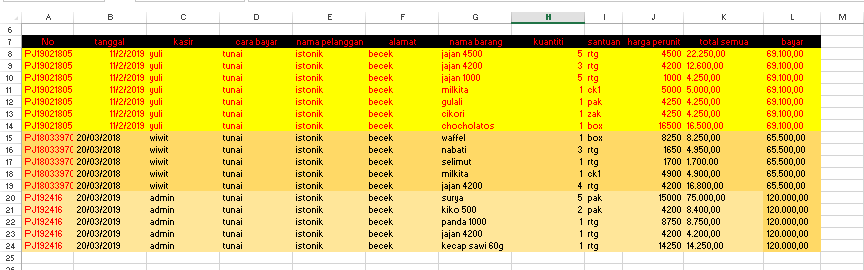 A B C D E F G H I J K L M
6
7 No tanggal kasir cara bayar nama pelanggan alamat nama barang kuantiti santuan harga perunit total semua bayar
8 PJ19021805 11/2/2019 yuli tunai istonik becek jajan 4500 5 rtg 4500 22.250,00 69.100,00
9 PJ19021805 11/2/2019 yuli tunai istonik becek jajan 4200 3 rtg 4200 12.600,00 69.100,00
10 PJ19021805 11/2/2019 yuli tunai istonik becek jajan 1000 5 rtg 1000 4.250,00 69.100,00
11 PJ19021805 11/2/2019 yuli tunai istonik becek milkita 1 ck1 5000 5.000,00 69.100,00
12 PJ19021805 11/2/2019 yuli tunai istonik becek gulali 1 pak 4250 4.250,00 69.100,00
13 PJ19021805 11/2/2019 yuli tunai istonik becek cikori 1 zak 4250 4.250,00 69.100,00
14 PJ19021805 11/2/2019 yuli tunai istonik becek chocholatos 1 box 16500 16.500,00 69.100,00
15 PJ18033970 20/03/2018 wiwit tunai istonik becek waffel 1 box 8250 8.250,00 65.500,00
16 PJ18033970 20/03/2018 wiwit tunai istonik becek nabati 3 rtg 1650 4.950,00 65.500,00
17 PJ18033970 20/03/2018 wiwit tunai istonik becek selimut 1 rtg 1700 1.700.00 65.500,00
18 PJ18033970 20/03/2018 wiwit tunai istonik becek milkita 1 ck1 4900 4.900,00 65.500,00
19 PJ18033970 20/03/2018 wiwit tunai istonik becek jajan 4200 4 rtg 4200 16.800,00 65.500,00
20 PJ192416 20/03/2019 admin tunai istonik becek surya 5 pak 15000 75.000,00 120.000,00
21 PJ192416 20/03/2019 admin tunai istonik becek kiko 500 2 pak 4200 8.400,00 120.000,00
22 PJ192416 20/03/2019 admin tunai istonik becek panda 1000 1 rtg 8750 8.750,00 120.000,00
23 PJ192416 20/03/2019 admin tunai istonik becek jajan 4200 1 rtg 4200 4.200,00 120.000,00
24 PJ192416 20/03/2019 admin tunai istonik becek kecap sawi 60g 1 rtg 14250 14.250,00 120.000,00
25